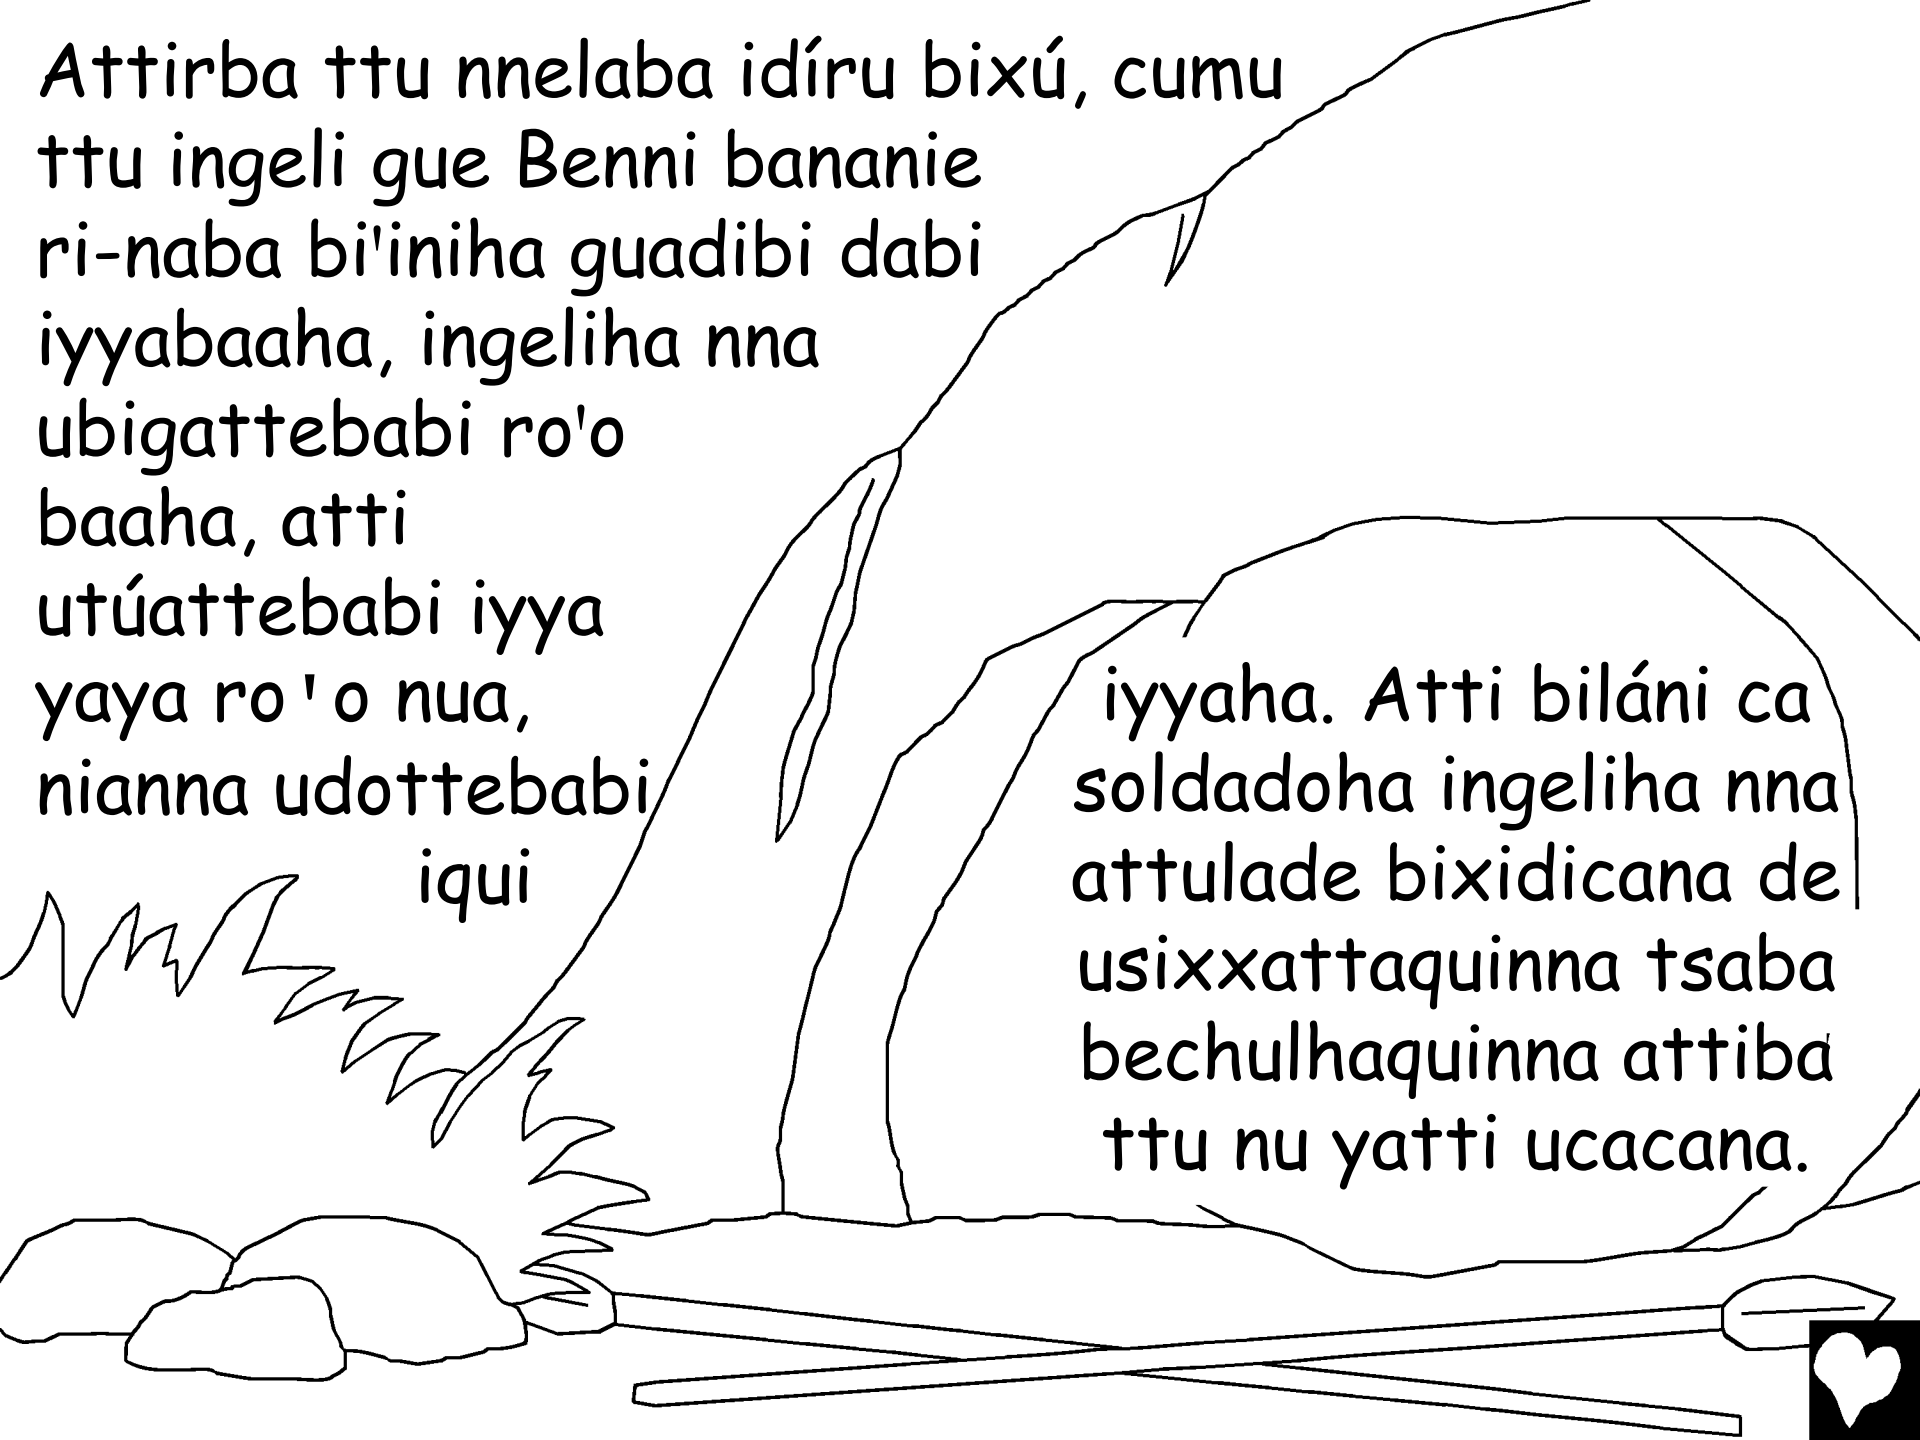 Attirba ttu nnelaba idíru bixú, cumu
ttu ingeli gue Benni bananie
ri-naba bi'iniha guadibi dabi
iyyabaaha, ingeliha nna
ubigattebabi ro'o
baaha, atti
utúattebabi iyya
yaya ro'o nua,
nianna udottebabi
iqui
iyyaha. Atti biláni ca
soldadoha ingeliha nna
attulade bixidicana de
usixxattaquinna tsaba
bechulhaquinna attiba
ttu nu yatti ucacana.